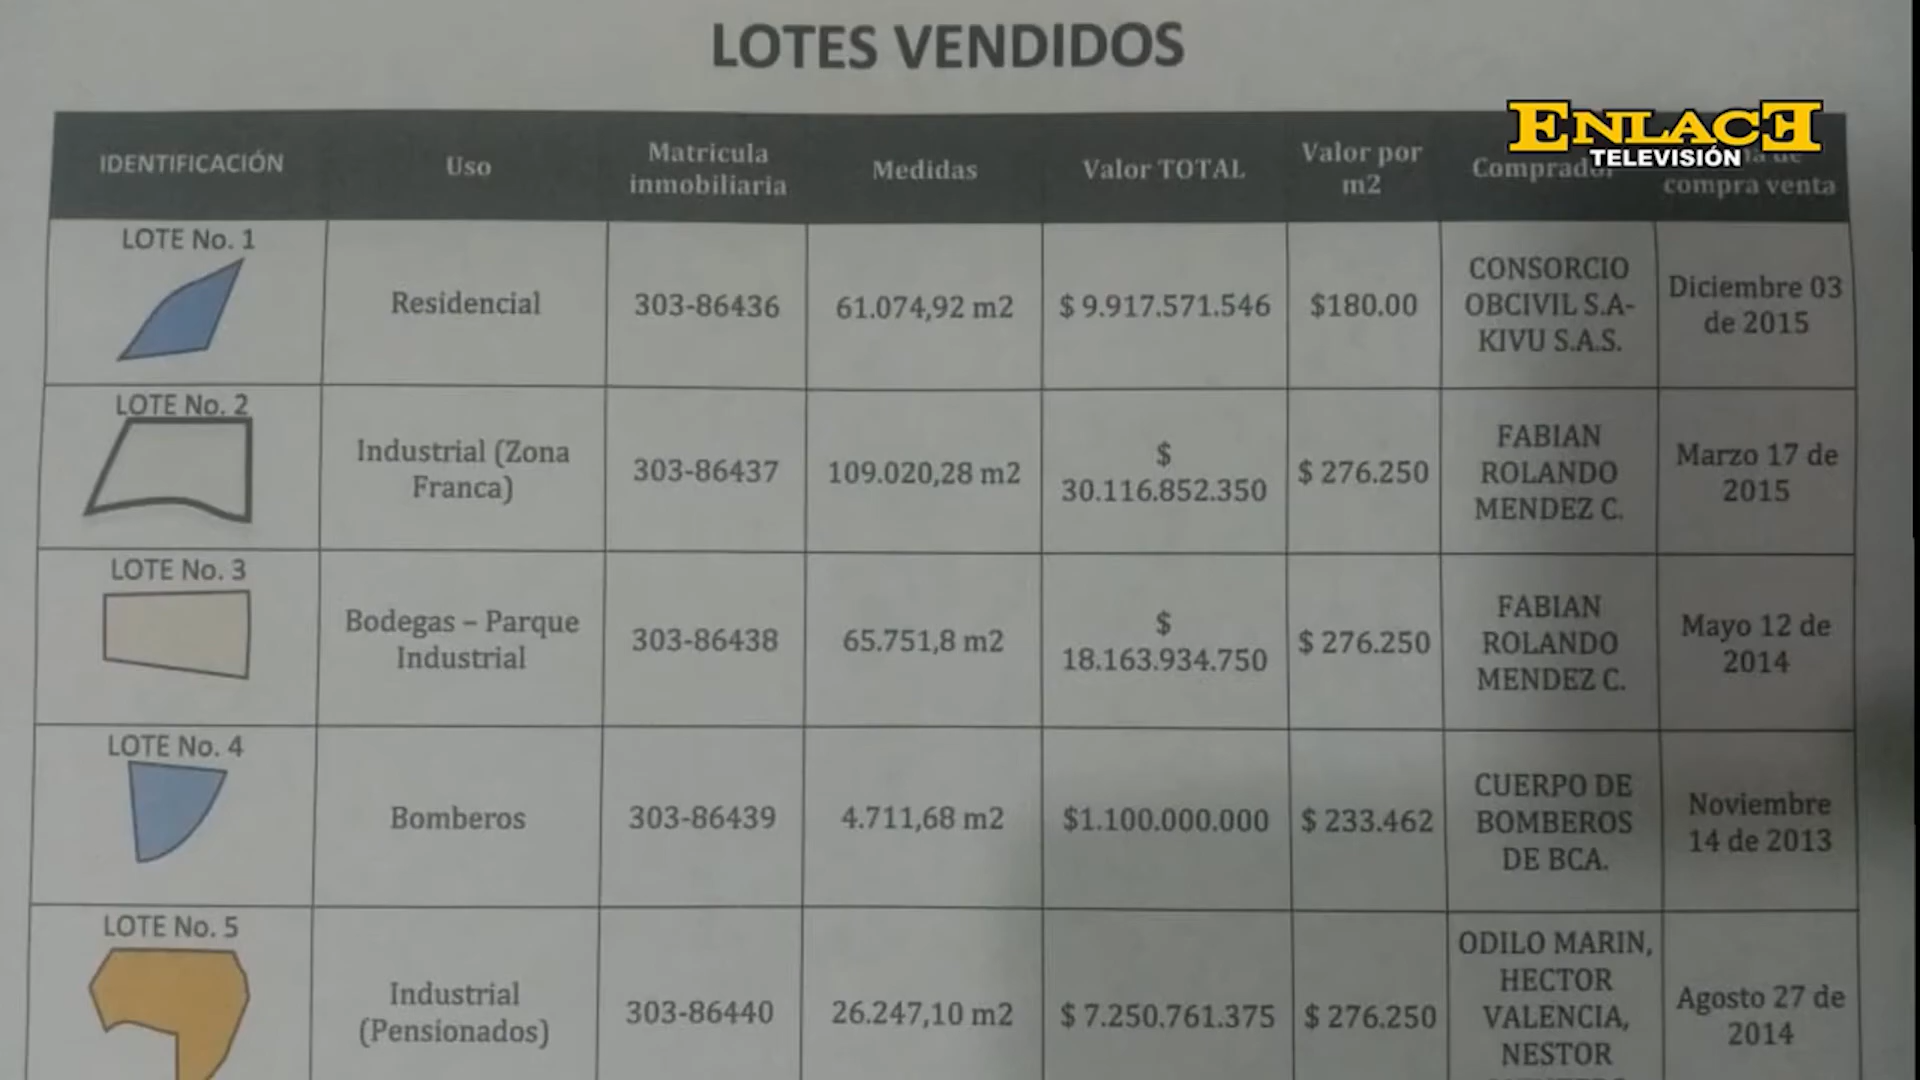 LOTES VENDIDOS
ENLACE
TELEVISIÓN
IDENTIFICACIÓN
Uso
Matricula
inmobiliaria
Medidas
Valor TOTAL
Valor por
m2
Comprador
de
compra venta
LOTE No. 1
Residencial
303-86436
61.074,92 m2
$ 9.917.571.546
$180.00
CONSORCIO
OBCIVIL S.A-
KIVU S.A.S.
Diciembre 03
de 2015
LOTE No. 2
Industrial (Zona
Franca)
303-86437
109.020,28 m2
$
30.116.852.350
$ 276.250
FABIAN
ROLANDO
MENDEZ C.
Marzo 17 de
2015
LOTE No. 3
Bodegas – Parque
Industrial
303-86438
65.751,8 m2
$
18.163.934.750
$ 276.250
FABIAN
ROLANDO
MENDEZ C.
Mayo 12 de
2014
LOTE No. 4
Bomberos
303-86439
4.711,68 m2
$1.100.000.000
$ 233.462
CUERPO DE
BOMBEROS
DE BCA.
Noviembre
14 de 2013
LOTE No. 5
Industrial
(Pensionados)
303-86440
26.247,10 m2
$ 7.250.761.375
$ 276.250
ODILO MARIN,
HECTOR
VALENCIA,
NESTOR
Agosto 27 de
2014